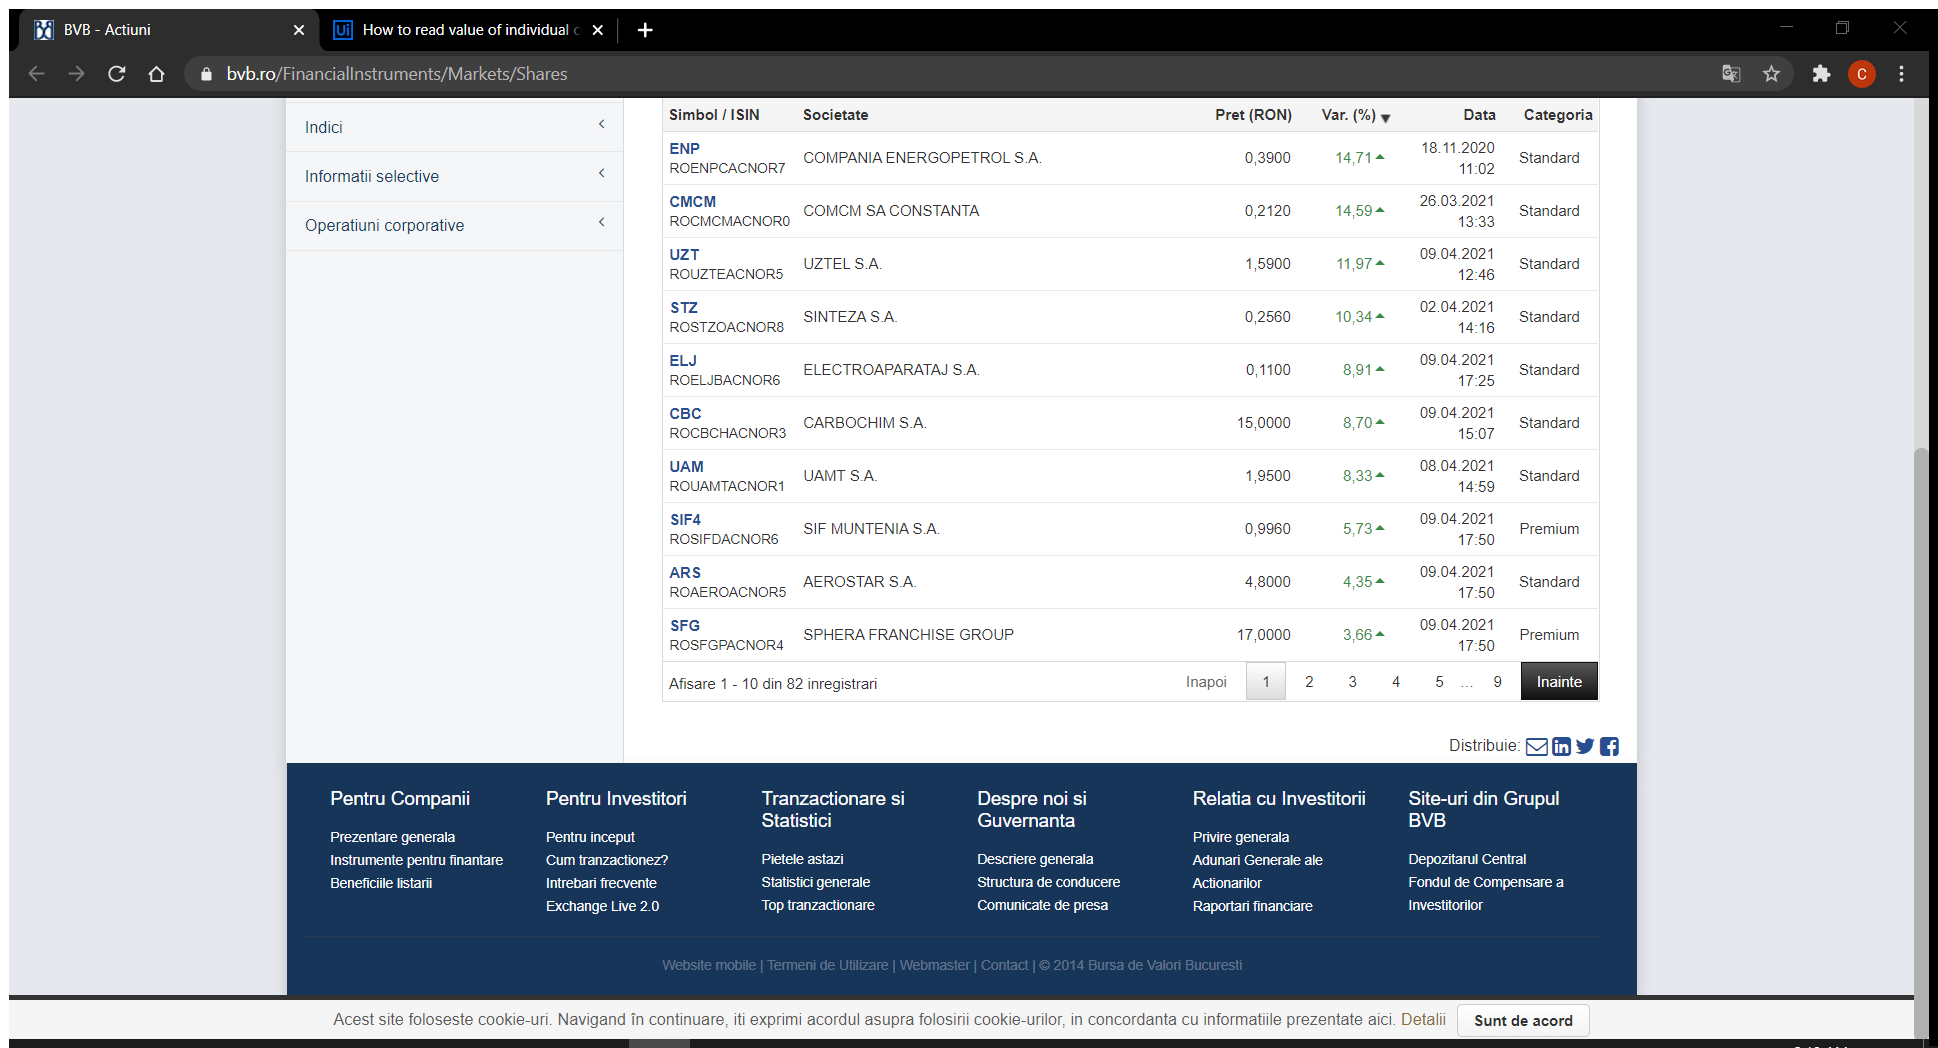 BVB - Actiuni
How to read value of individual c
bvb.ro/FinancialInstruments/Markets/Shares
C
Indici
Informatii selective
Operatiuni corporative
Simbol / ISIN Societate Pret (RON) Var. (%) Data Categoria
ENP
ROENPCACNOR7 COMPANIA ENERGOPETROL S.A. 0,3900 14,71 18.11.2020 11:02 Standard
CMCM
ROCMCMACNOR0 COMCM SA CONSTANTA 0,2120 14,59 26.03.2021 13:33 Standard
UZT
ROUZTEACNOR5 UZTEL S.A. 1,5900 11,97 09.04.2021 12:46 Standard
STZ
ROSTZOACNOR8 SINTEZA S.A. 0,2560 10,34 02.04.2021 14:16 Standard
ELJ
ROELJBACNOR6 ELECTROAPARATAJ S.A. 0,1100 8,91 09.04.2021 17:25 Standard
CBC
ROCBCHACNOR3 CARBOCHIM S.A. 15,0000 8,70 09.04.2021 15:07 Standard
UAM
ROUAMTACNOR1 UAMT S.A. 1,9500 8,33 08.04.2021 14:59 Standard
SIF4
ROSIFDACNOR6 SIF MUNTENIA S.A. 0,9960 5,73 09.04.2021 17:50 Premium
ARS
ROAEROACNOR5 AEROSTAR S.A. 4,8000 4,35 09.04.2021 17:50 Standard
SFG
ROSFGPACNOR4 SPHERA FRANCHISE GROUP 17,0000 3,66 09.04.2021 17:50 Premium
Afisare 1 - 10 din 82 inregistrari Inapoi 1 2 3 4 5 ... 9 Inainte
Distribuie:
Pentru Companii
Prezentare generala
Instrumente pentru finantare
Beneficiile listarii
Pentru Investitori
Pentru inceput
Cum tranzactionez?
Intrebari frecvente
Exchange Live 2.0
Tranzactionare si
Statistici
Pietele astazi
Statistici generale
Top tranzactionare
Despre noi si
Guvernanta
Descriere generala
Structura de conducere
Comunicate de presa
Relatia cu Investitorii
Privire generala
Adunari Generale ale
Actionarilor
Raportari financiare
Site-uri din Grupul
BVB
Depozitarul Central
Fondul de Compensare a
Investitorilor
Website mobile | Termeni de Utilizare | Webmaster | Contact | © 2014 Bursa de Valori Bucuresti
Acest site foloseste cookie-uri. Navigand în continuare, iti exprimi acordul asupra folosirii cookie-urilor, in concordanta cu informatiile prezentate aici. Detalii Sunt de acord